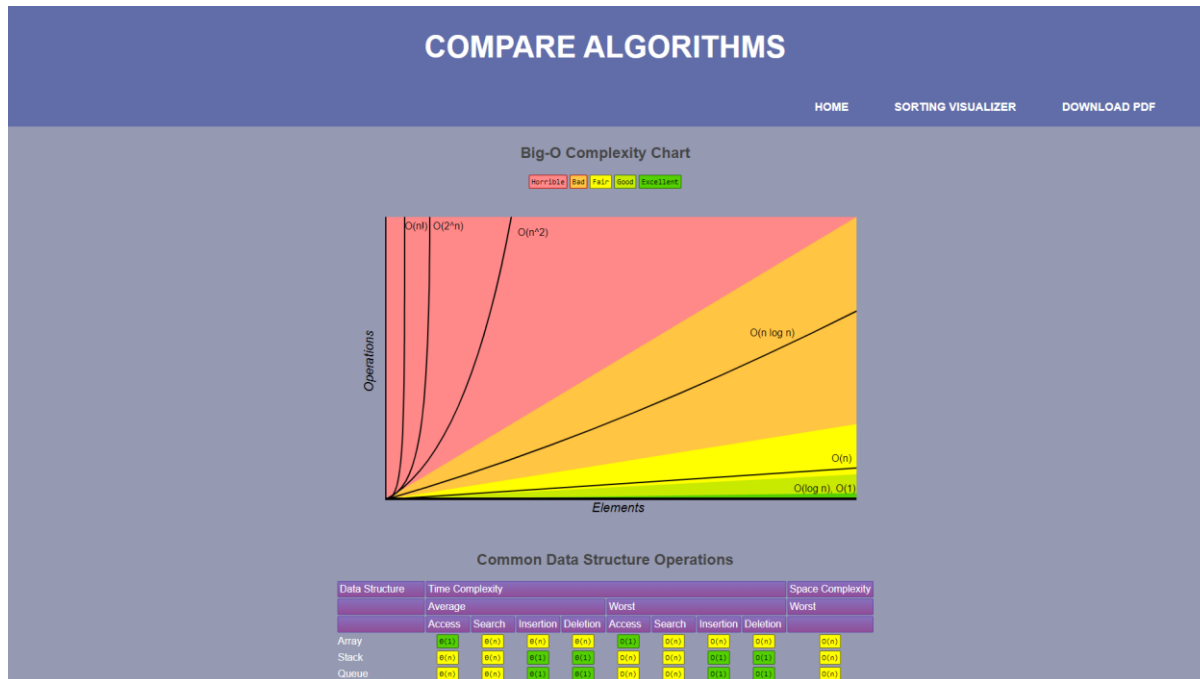 COMPARE ALGORITHMS
HOME SORTING VISUALIZER DOWNLOAD PDF
Big-O Complexity Chart
Horrible Bad Fair Good Excellent
O(n!) O(2^n) O(n^2)
O(n log n)
Operations
O(n)
O(log n), O(1)
Elements
Common Data Structure Operations
Data Structure Time Complexity Space Complexity
Average Worst Worst
Access Search Insertion Deletion Access Search Insertion Deletion
Array Θ(1) Θ(n) Θ(n) Θ(n) O(1) O(n) O(n) O(n) O(n)
Stack Θ(n) Θ(n) Θ(1) Θ(1) O(n) O(n) O(1) O(1) O(n)
Queue Θ(n) Θ(n) Θ(1) Θ(1) O(n) O(n) O(1) O(1) O(n)